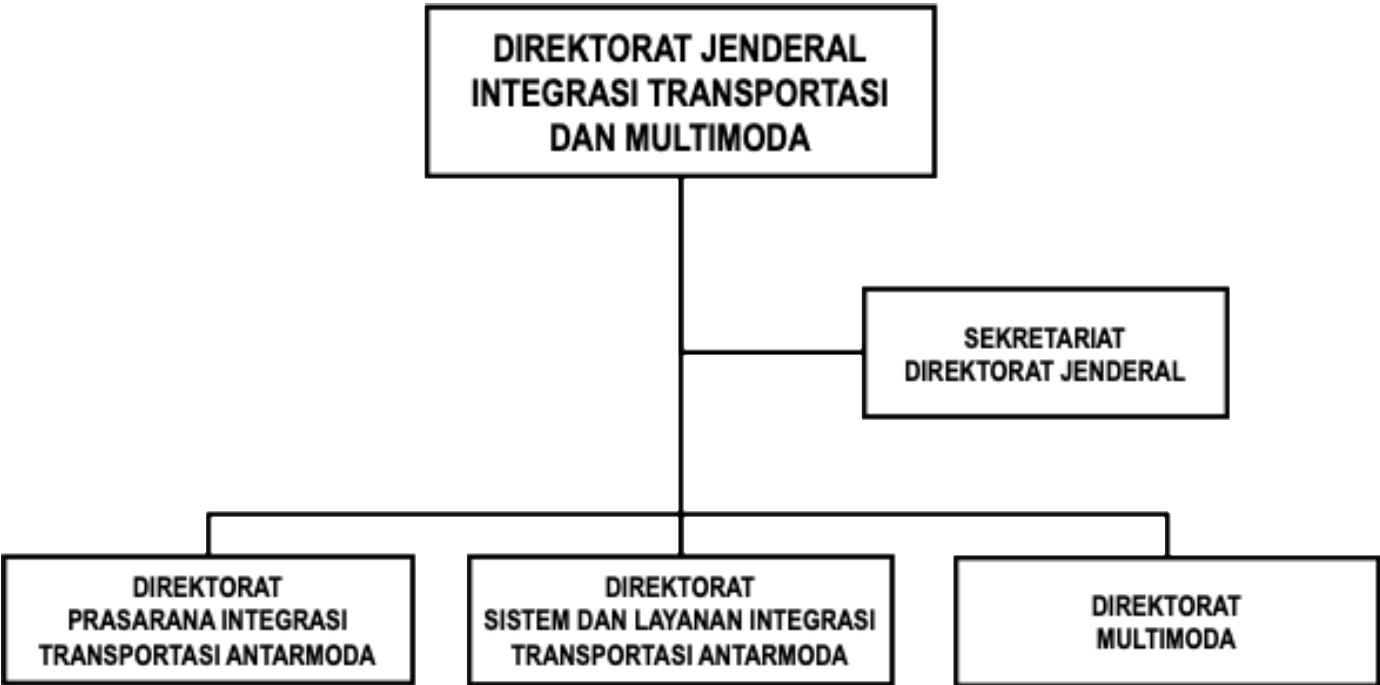 DIREKTORAT JENDERAL
INTEGRASI TRANSPORTASI
DAN MULTIMODA
SEKRETARIAT
DIREKTORAT JENDERAL
DIREKTORAT
PRASARANA INTEGRASI
TRANSPORTASI ANTARMODA
DIREKTORAT
SISTEM DAN LAYANAN INTEGRASI
TRANSPORTASI ANTARMODA
DIREKTORAT
MULTIMODA